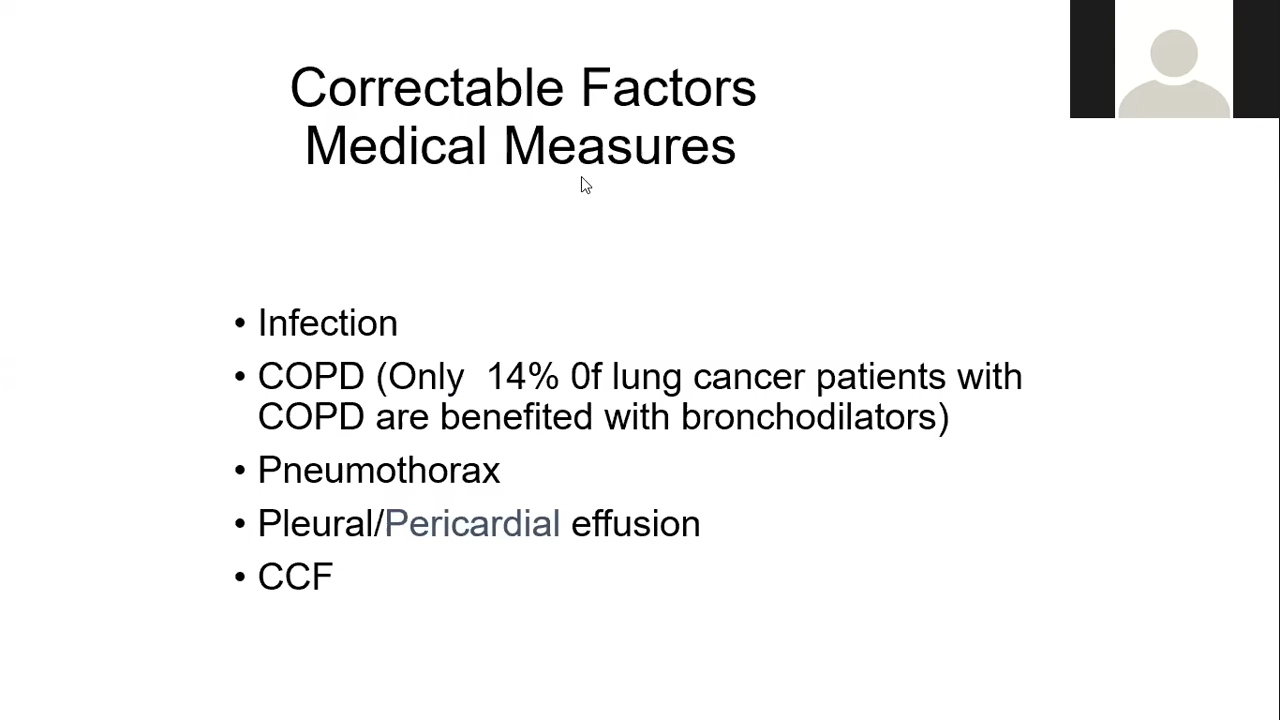 Correctable Factors
Medical Measures
• Infection
• COPD (Only  14% 0f lung cancer patients with
COPD are benefited with bronchodilators)
• Pneumothorax
• Pleural/Pericardial effusion
• CCF